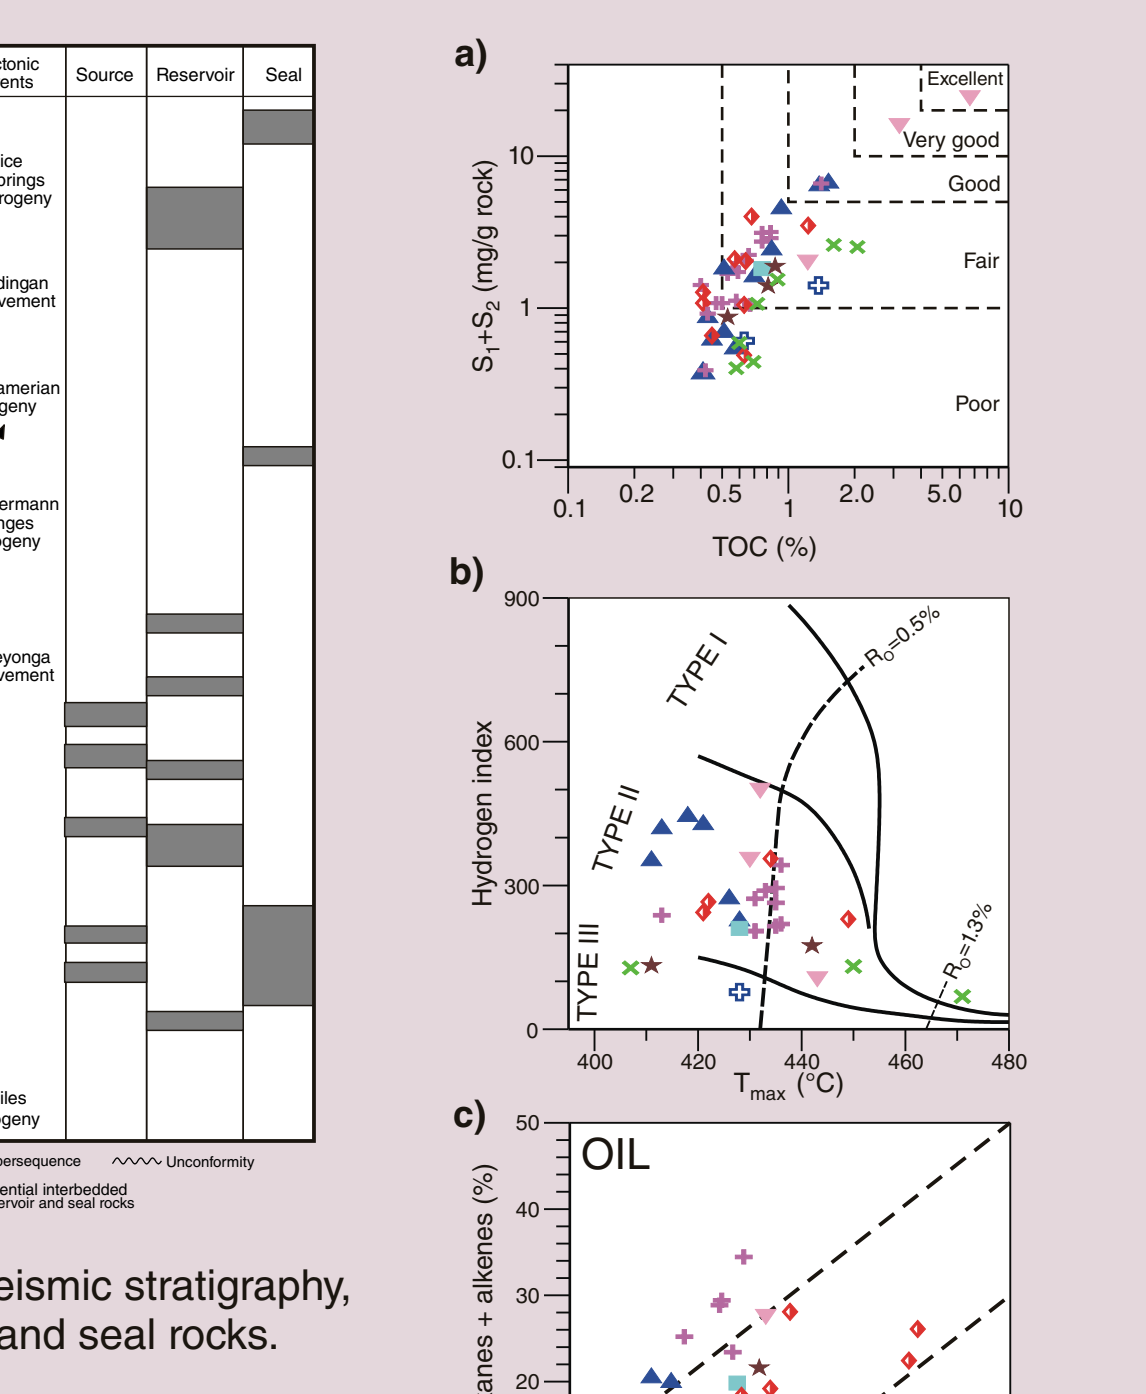 Source
Reservoir
Seal
Unconformity
eismic stratigraphy,
and seal rocks.
a)
Excellent
Very good
Good
Fair
Poor
10
1
0.1
S1+S2 (mg/g rock)
0.1
0.2
0.5
1
2.0
5.0
10
TOC (%)
b)
900
600
300
0
Hydrogen index
TYPE I
TYPE II
TYPE III
RO=0.5%
RO=1.3%
400
420
440
460
480
Tmax (°C)
c)
OIL
50
40
30
20
anes + alkenes (%)
ctonic
ents
ice
prings
rogeny
dingan
vement
amerian
geny
ermann
nges
ogeny
eyonga
vement
iles
ogeny
persequence
ential interbedded
ervoir and seal rocks